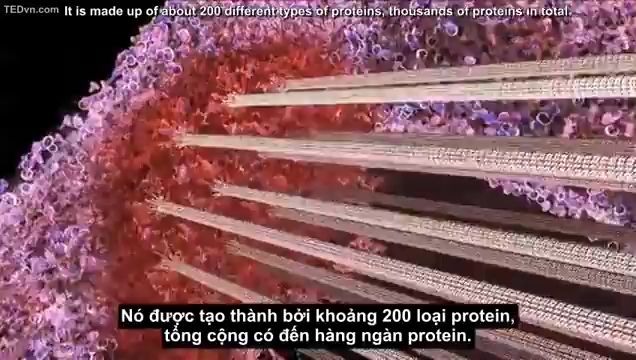 TEDvn.com
It is made up of about 200 different types of proteins, thousands of proteins in total.
Nó được tạo thành bởi khoảng 200 loại protein,
tổng cộng có đến hàng ngàn protein.